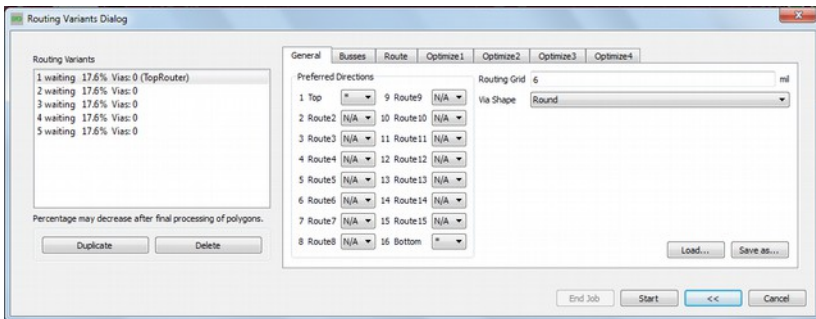 Routing Variants Dialog
Routing Variants
1 waiting 17.6% Vias: 0 (TopRouter)
2 waiting 17.6% Vias: 0
3 waiting 17.6% Vias: 0
4 waiting 17.6% Vias: 0
5 waiting 17.6% Vias: 0
Percentage may decrease after final processing of polygons.
Duplicate Delete
General Busses Route Optimize1 Optimize2 Optimize3 Optimize4
Preferred Directions
1 Top * 9 Route9 N/A
2 Route2 N/A 10 Route10 N/A
3 Route3 N/A 11 Route11 N/A
4 Route4 N/A 12 Route12 N/A
5 Route5 N/A 13 Route13 N/A
6 Route6 N/A 14 Route14 N/A
7 Route7 N/A 15 Route15 N/A
8 Route8 N/A 16 Bottom *
Routing Grid 6 ml
Via Shape Round
Load... Save as...
End Job Start << Cancel